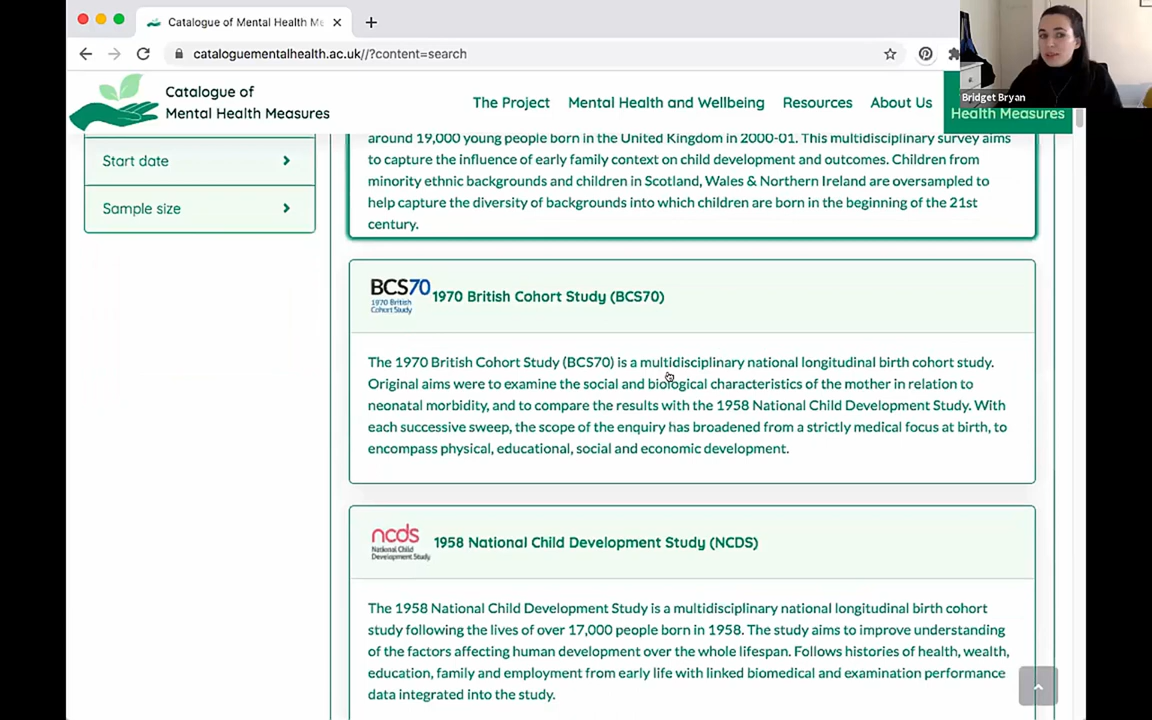 Catalogue of Mental Health Me
cataloguementalhealth.ac.uk//?content=search
Bridget Bryan
Catalogue of
Mental Health Measures
The Project
Mental Health and Wellbeing
Resources
About Us
Health Measures
Start date
Sample size
around 19,000 young people born in the United Kingdom in 2000-01. This multidisciplinary survey aims
to capture the influence of early family context on child development and outcomes. Children from
minority ethnic backgrounds and children in Scotland, Wales & Northern Ireland are oversampled to
help capture the diversity of backgrounds into which children are born in the beginning of the 21st
century.
BCS70
1970 British
Cohort Study
1970 British Cohort Study (BCS70)
The 1970 British Cohort Study (BCS70) is a multidisciplinary national longitudinal birth cohort study.
Original aims were to examine the social and biological characteristics of the mother in relation to
neonatal morbidity, and to compare the results with the 1958 National Child Development Study. With
each successive sweep, the scope of the enquiry has broadened from a strictly medical focus at birth, to
encompass physical, educational, social and economic development.
ncds
National Child
Development Study
1958 National Child Development Study (NCDS)
The 1958 National Child Development Study is a multidisciplinary national longitudinal birth cohort
study following the lives of over 17,000 people born in 1958. The study aims to improve understanding
of the factors affecting human development over the whole lifespan. Follows histories of health, wealth,
education, family and employment from early life with linked biomedical and examination performance
data integrated into the study.